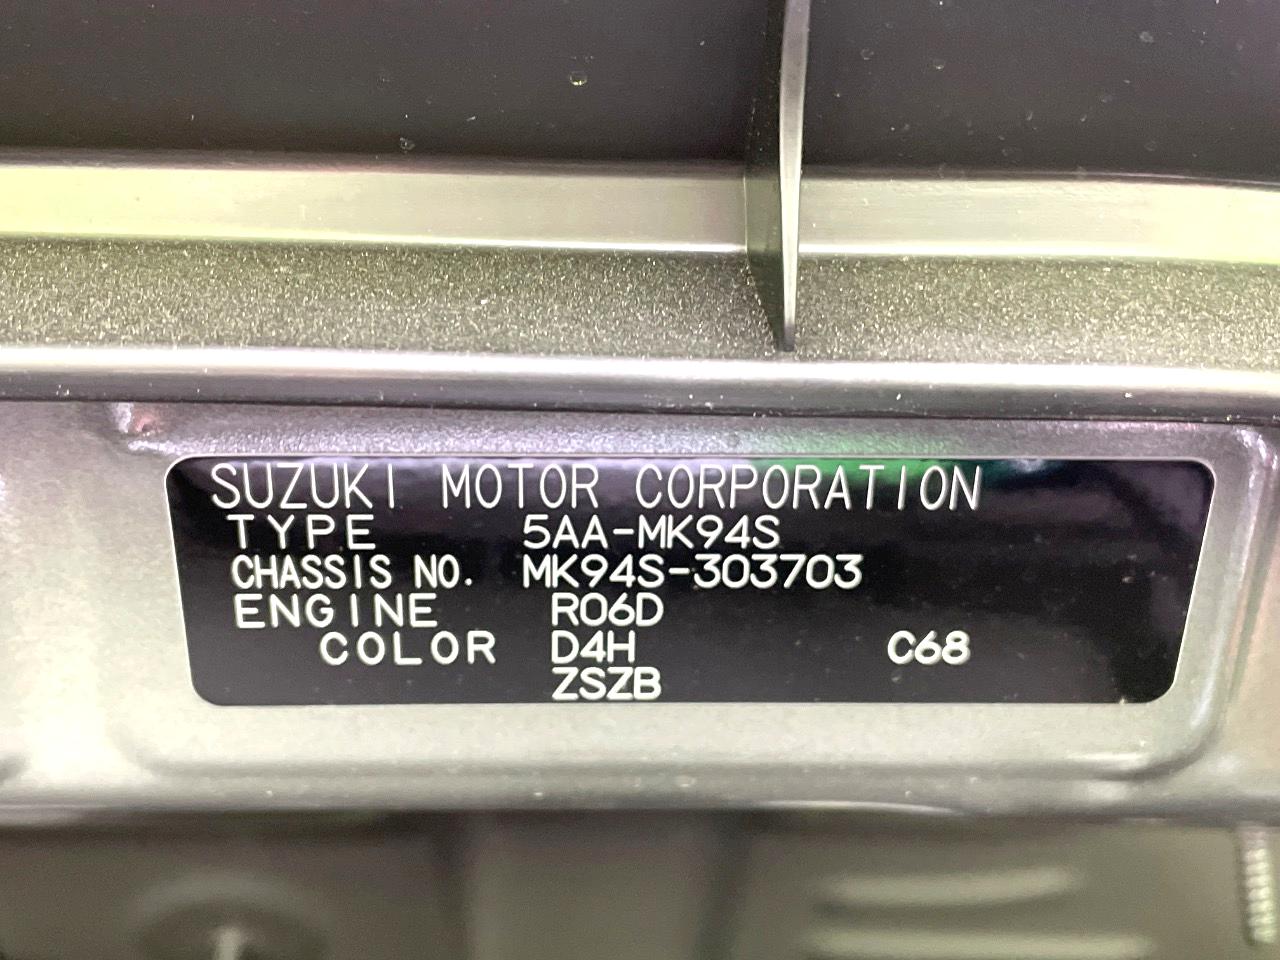 SUZUKI MOTOR CORPORATION
TYPE 5AA-MK94S
CHASSIS NO. MK94S-303703
ENGINE R06D
COLOR D4H C68
ZSZB